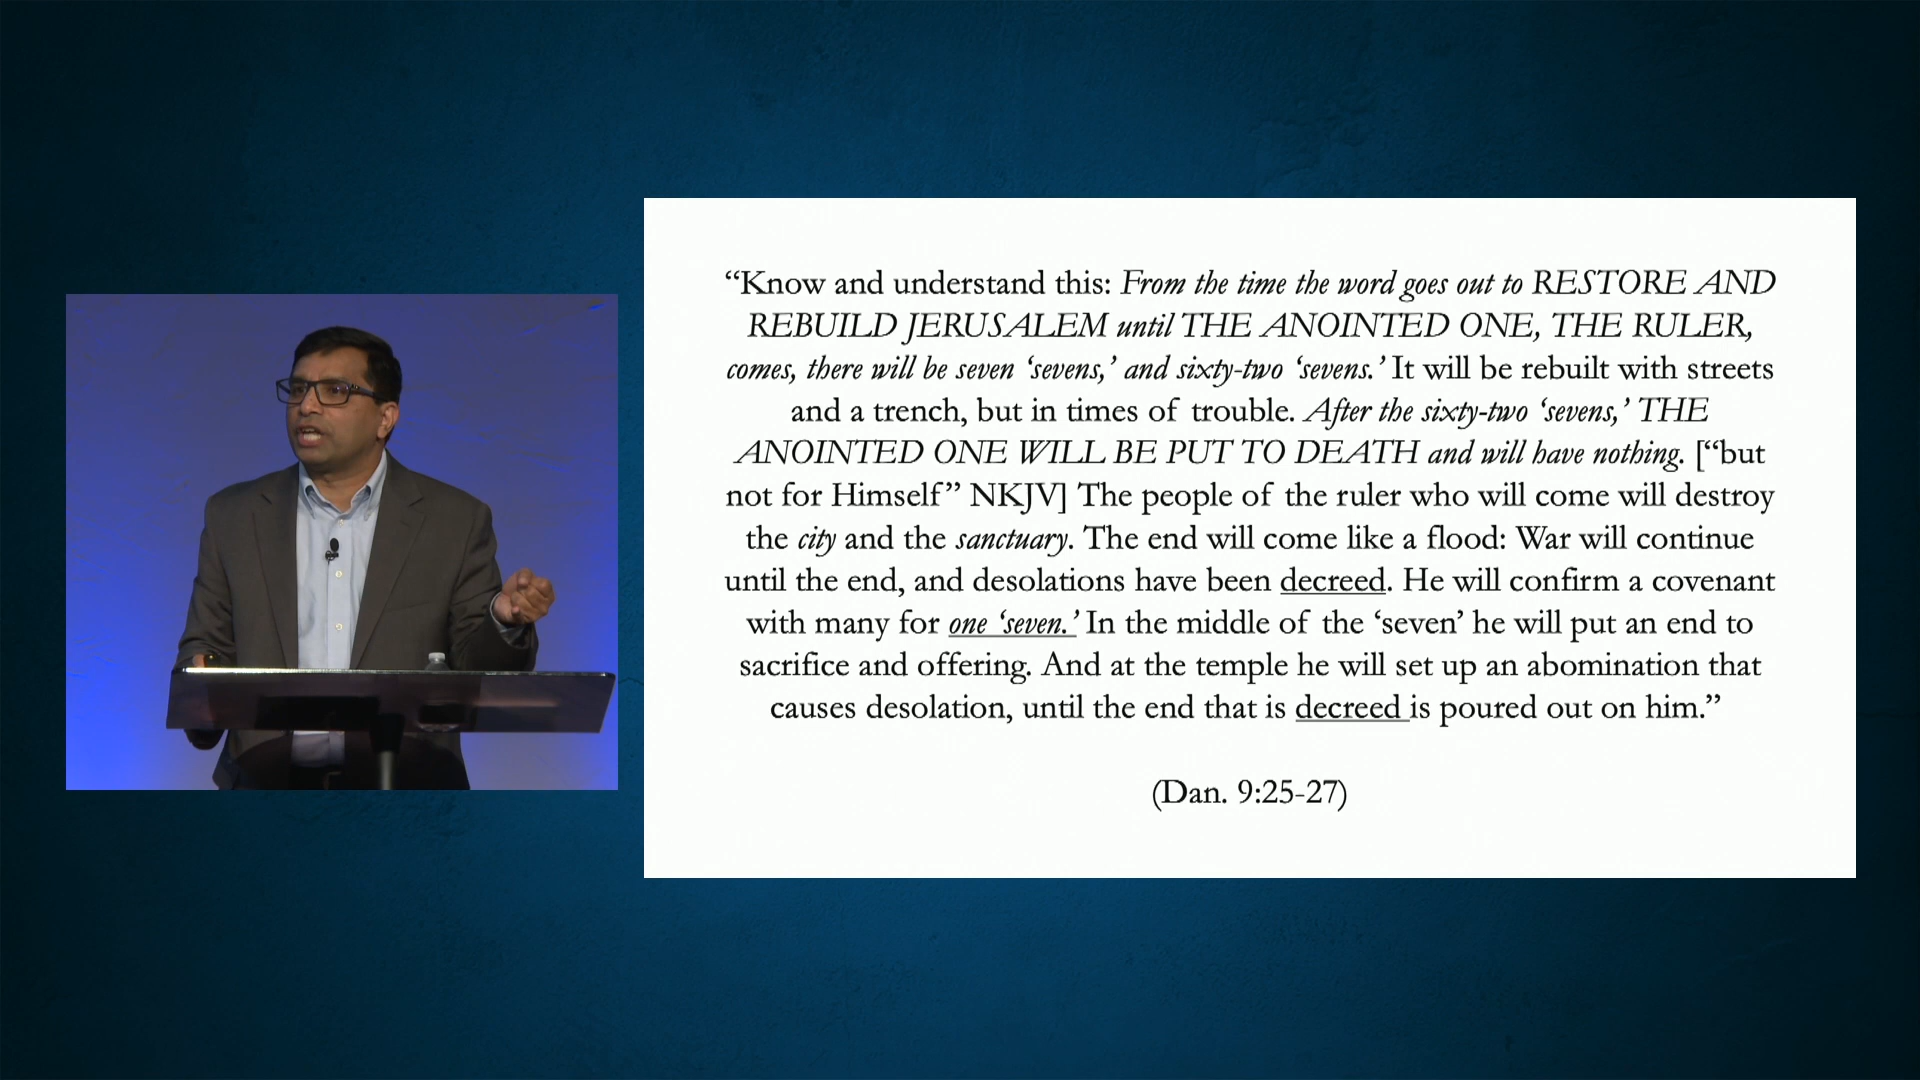 “Know and understand this: From the time the word goes out to RESTORE AND
REBUILD JERUSALEM until THE ANOINTED ONE, THE RULER,
comes, there will be seven ‘sevens,’ and sixty-two ‘sevens.’ It will be rebuilt with streets
and a trench, but in times of trouble. After the sixty-two ‘sevens,’ THE
ANOINTED ONE WILL BE PUT TO DEATH and will have nothing. [“but
not for Himself” NKJV] The people of the ruler who will come will destroy
the city and the sanctuary. The end will come like a flood: War will continue
until the end, and desolations have been decreed. He will confirm a covenant
with many for one ‘seven.’ In the middle of the ‘seven’ he will put an end to
sacrifice and offering. And at the temple he will set up an abomination that
causes desolation, until the end that is decreed is poured out on him.”
(Dan. 9:25-27)